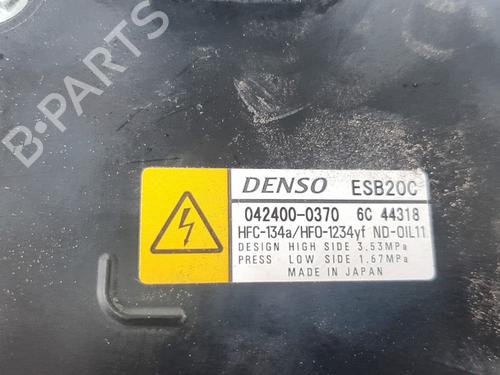 B-PARTS
DENSO ESB20C
042400-0370 6C 44318
HFC-134a/HFO-1234yf ND-OIL11
DESIGN HIGH SIDE 3.53MPa
PRESS LOW SIDE 1.67MPa
MADE IN JAPAN